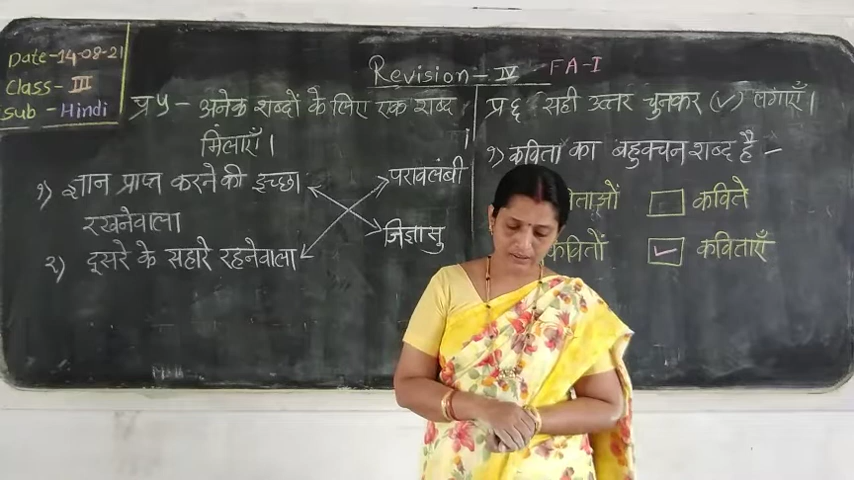 Date-14-08-21
Class- III
Sub - Hindi
Revision - IV FA-I
प्र५ - अनेक शब्दों के लिए एक शब्द
मिलाएँ।
१) ज्ञान प्राप्त करने की इच्छा
रखनेवाला
२) दूसरे के सहारे रहनेवाला
परावलंबी
जिज्ञासु
प्र६ सही उत्तर चुनकर (✓) लगाएँ।
१) कविता का बहुवचन शब्द है -
कविते
कवितों ✓ कविताएँ